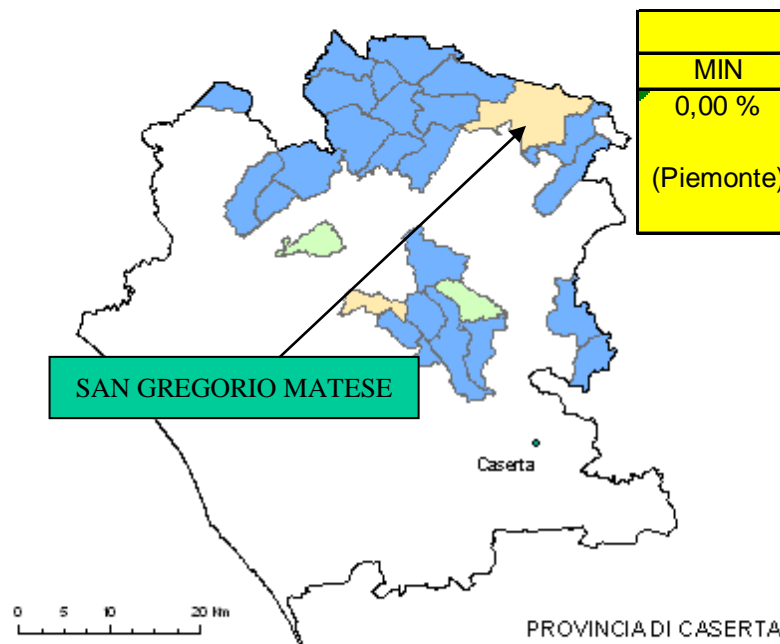 MIN
0,00 %
(Piemonte)
SAN GREGORIO MATESE
Caserta
0 5 10 20 Km
PROVINCIA DI CASERTA